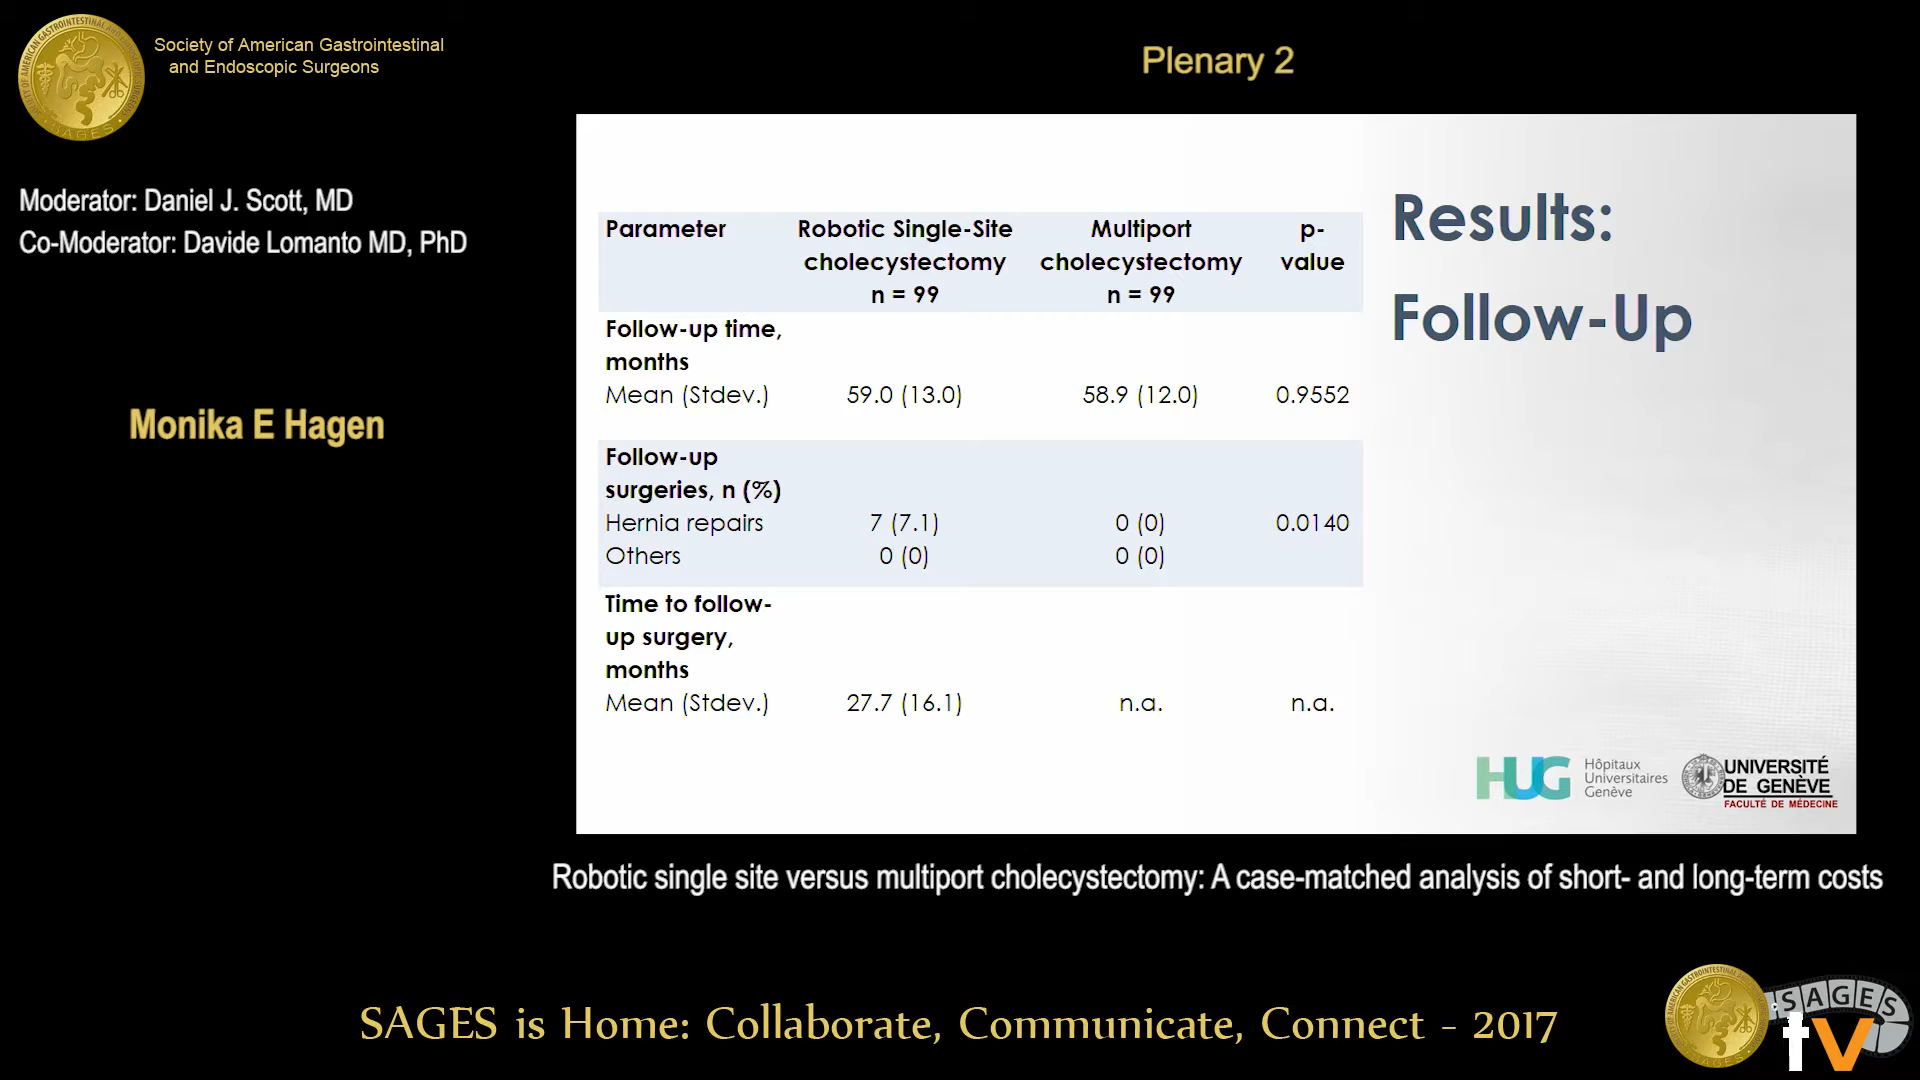 Society of American Gastrointestinal
and Endoscopic Surgeons
Plenary 2
Moderator: Daniel J. Scott, MD
Co-Moderator: Davide Lomanto MD, PhD
Monika E Hagen
Results:
Follow-Up
Parameter Robotic Single-Site Multiport p-
cholecystectomy cholecystectomy value
n = 99 n = 99
Follow-up time,
months
Mean (Stdev.) 59.0 (13.0) 58.9 (12.0) 0.9552
Follow-up
surgeries, n (%)
Hernia repairs 7 (7.1) 0 (0) 0.0140
Others 0 (0) 0 (0)
Time to follow-
up surgery,
months
Mean (Stdev.) 27.7 (16.1) n.a. n.a.
HUG
Hôpitaux
Universitaires
Genève
UNIVERSITÉ
DE GENÈVE
FACULTÉ DE MÉDECINE
Robotic single site versus multiport cholecystectomy: A case-matched analysis of short- and long-term costs
SAGES is Home: Collaborate, Communicate, Connect - 2017
SAGES
tv